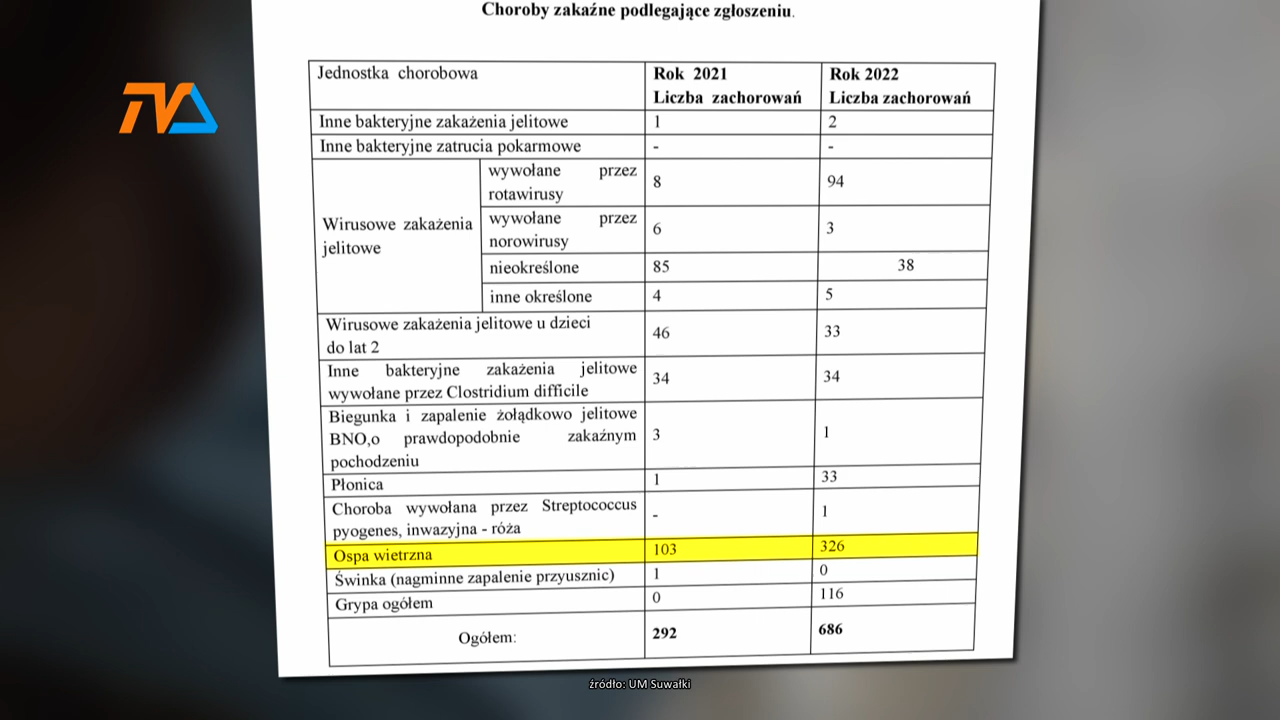 Choroby zakaźne podlegające zgłoszeniu.
TVS
Jednostka chorobowa
Rok 2021
Liczba zachorowań
Rok 2022
Liczba zachorowań
Inne bakteryjne zakażenia jelitowe
1
2
Inne bakteryjne zatrucia pokarmowe
-
-
Wirusowe zakażenia
jelitowe
wywołane przez
rotawirusy
8
94
wywołane przez
norowirusy
6
3
nieokreślone
85
38
inne określone
4
5
Wirusowe zakażenia jelitowe u dzieci
do lat 2
46
33
Inne bakteryjne zakażenia jelitowe
wywołane przez Clostridium difficile
34
34
Biegunka i zapalenie żołądkowo jelitowe
BNO,o prawdopodobnie zakaźnym
pochodzeniu
3
1
Płonica
1
33
Choroba wywołana przez Streptococcus
pyogenes, inwazyjna - róża
-
1
Ospa wietrzna
103
326
Świnka (nagminne zapalenie przyusznic)
1
0
Grypa ogółem
0
116
Ogółem:
292
686
źródło: UM Suwałki